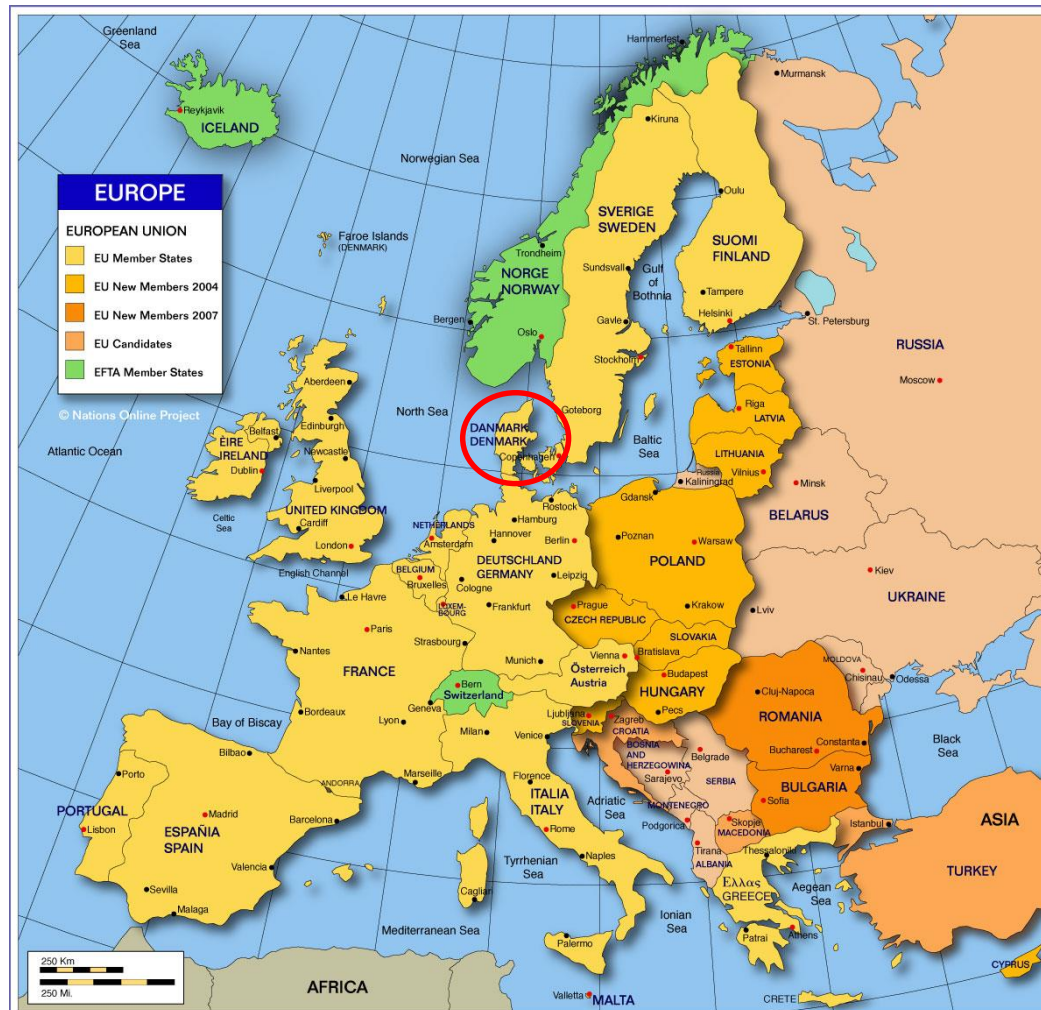 Greenland
Sea
Hammerfest
Murmansk
Reykjavik
ICELAND
Kiruna
Norwegian Sea
EUROPE
EUROPEAN UNION
EU Member States
EU New Members 2004
EU New Members 2007
EU Candidates
EFTA Member States
© Nations Online Project
Oulu
SVERIGE
SWEDEN
Faroe Islands
(DENMARK)
Trondheim
SUOMI
FINLAND
Sundsvall
Gulf
of
Bothnia
NORGE
NORWAY
Tampere
Helsinki
Bergen
Gavle
St. Petersburg
Oslo
RUSSIA
Tallinn
ESTONIA
Stockholm
Moscow
Aberdeen
North Sea
Goteborg
Riga
LATVIA
Edinburgh
DANMARK
DENMARK
Baltic
Sea
Atlantic Ocean
Belfast
ÈIRE
IRELAND
Newcastle
Copenhagen
LITHUANIA
Dublin
Vilnius
Russia
Kaliningrad
Minsk
Liverpool
Gdansk
Rostock
Celtic
Sea
UNITED KINGDOM
Cardiff
Hamburg
BELARUS
NETHERLANDS
Hannover
Poznan
London
Amsterdam
Berlin
Warsaw
DEUTSCHLAND
GERMANY
POLAND
English Channel
BELGIUM
Bruxelles
Cologne
Leipzig
Kiev
Le Havre
LUXEM-
BOURG
Frankfurt
Prague
Krakow
Lviv
UKRAINE
CZECH REPUBLIC
Paris
Strasbourg
SLOVAKIA
Nantes
Munich
Vienna
Bratislava
MOLDOVA
FRANCE
Österreich
Austria
Budapest
Chisinau
Odessa
Bern
Switzerland
HUNGARY
Cluj-Napoca
Geneva
Bordeaux
Lyon
Ljubljana
SLOVENIA
Pecs
Zagreb
CROATIA
ROMANIA
Bay of Biscay
Milan
Venice
BOSNIA
AND
HERZEGOWINA
Belgrade
Bucharest
Constanta
Black
Sea
Bilbao
Sarajevo
SERBIA
Varna
Porto
ANDORRA
Marseille
Florence
BULGARIA
ITALIA
ITALY
Adriatic
Sea
MONTENEGRO
Sofia
PORTUGAL
Madrid
Barcelona
Podgorica
Skopje
MACEDONIA
Istanbul
ASIA
Lisbon
Rome
ESPAÑIA
SPAIN
Tirana
ALBANIA
Thessaloniki
Naples
Valencia
Tyrrhenian
Sea
TURKEY
Sevilla
Cagliari
Ελλας
GREECE
Aegean
Sea
Malaga
Ionian
Sea
Mediterranean Sea
Palermo
Patrai
Athens
250 Km
250 Mi.
CYPRUS
AFRICA
Valletta
MALTA
CRETE